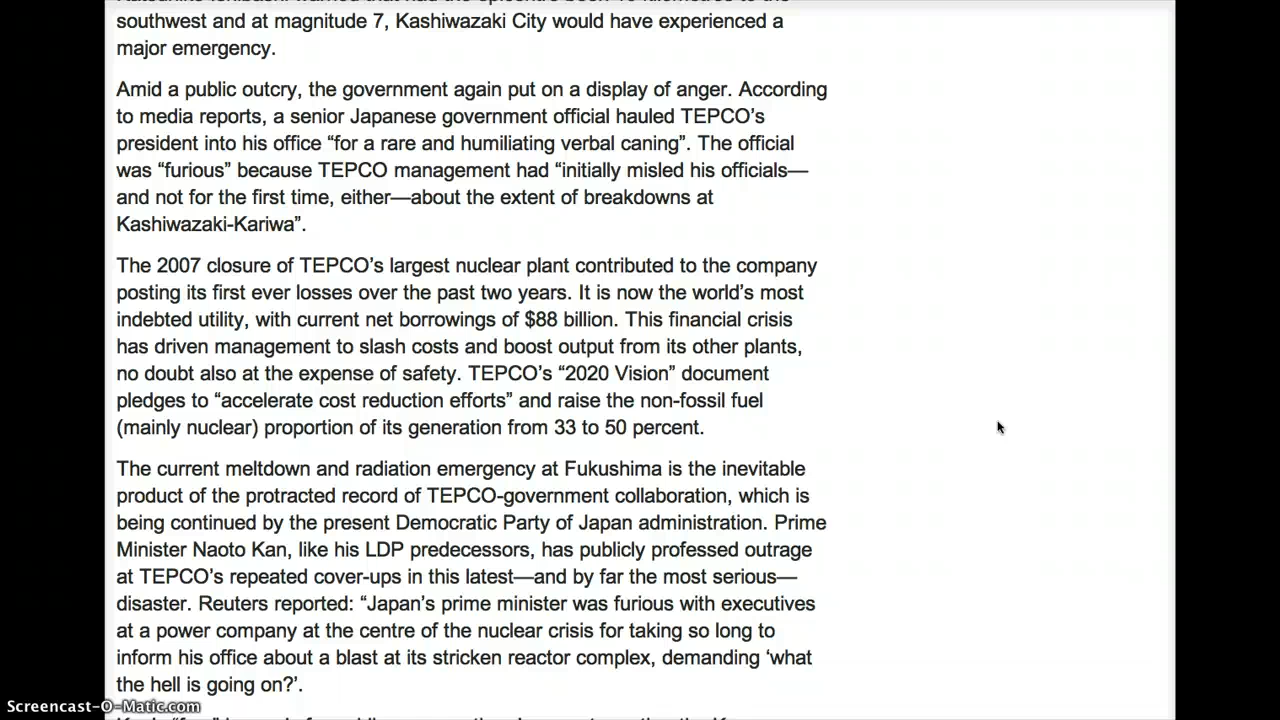 southwest and at magnitude 7, Kashiwazaki City would have experienced a
major emergency.
Amid a public outcry, the government again put on a display of anger. According
to media reports, a senior Japanese government official hauled TEPCO’s
president into his office “for a rare and humiliating verbal caning”. The official
was “furious” because TEPCO management had “initially misled his officials—
and not for the first time, either—about the extent of breakdowns at
Kashiwazaki-Kariwa”.
The 2007 closure of TEPCO’s largest nuclear plant contributed to the company
posting its first ever losses over the past two years. It is now the world’s most
indebted utility, with current net borrowings of $88 billion. This financial crisis
has driven management to slash costs and boost output from its other plants,
no doubt also at the expense of safety. TEPCO’s “2020 Vision” document
pledges to “accelerate cost reduction efforts” and raise the non-fossil fuel
(mainly nuclear) proportion of its generation from 33 to 50 percent.
The current meltdown and radiation emergency at Fukushima is the inevitable
product of the protracted record of TEPCO-government collaboration, which is
being continued by the present Democratic Party of Japan administration. Prime
Minister Naoto Kan, like his LDP predecessors, has publicly professed outrage
at TEPCO’s repeated cover-ups in this latest—and by far the most serious—
disaster. Reuters reported: “Japan’s prime minister was furious with executives
at a power company at the centre of the nuclear crisis for taking so long to
inform his office about a blast at its stricken reactor complex, demanding ‘what
the hell is going on?’.
Screencast-O-Matic.com